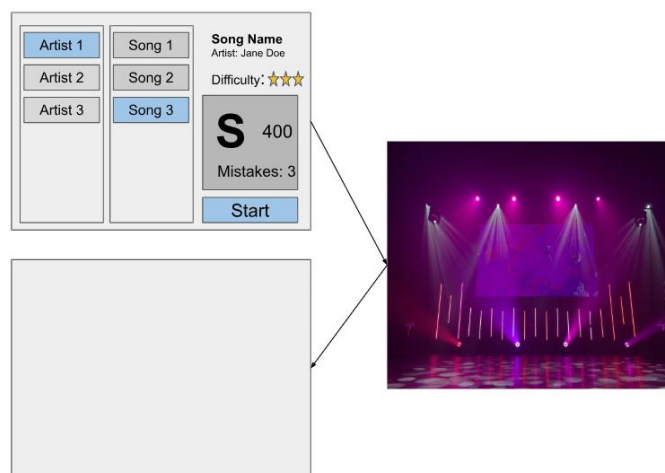 Artist 1
Artist 2
Artist 3
Song 1
Song 2
Song 3
Song Name
Artist: Jane Doe
Difficulty:
S 400
Mistakes: 3
Start